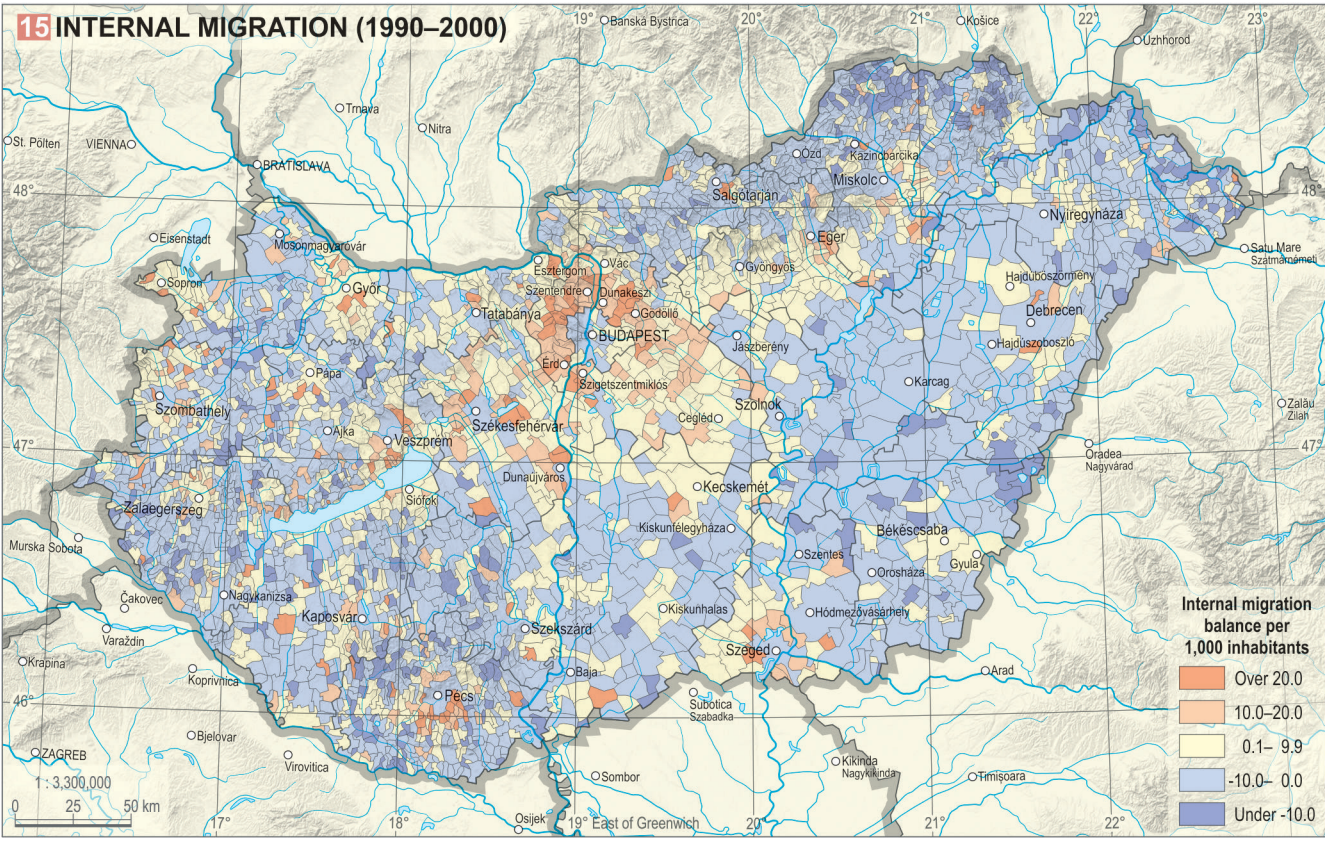 15 INTERNAL MIGRATION (1990–2000)
19°
Banská Bystrica
20°
21°
Košice
22°
23°
Uzhhorod
Trnava
Nitra
St. Pölten
VIENNA
BRATISLAVA
Ózd
Kazincbarcika
Miskolc
Salgótarján
48°
48°
Nyíregyháza
Eisenstadt
Mosonmagyaróvár
Eger
Satu Mare
Szatmárnémeti
Sopron
Győr
Esztergom
Vác
Gyöngyös
Hajdúböszörmény
Szentendre
Dunakeszi
Tatabánya
Gödöllő
Debrecen
BUDAPEST
Jászberény
Hajdúszoboszló
Érd
Pápa
Szigetszentmiklós
Karcag
Szombathely
Székesfehérvár
Cegléd
Szolnok
Zalău
Zilah
Ajka
Veszprém
47°
47°
Oradea
Nagyvárad
Dunaújváros
Kecskemét
Zalaegerszeg
Siófok
Kiskunfélegyháza
Békéscsaba
Murska Sobota
Szentes
Gyula
Orosháza
Nagykanizsa
Čakovec
Kaposvár
Kiskunhalas
Hódmezővásárhely
Varaždin
Szekszárd
Szeged
Krapina
Koprivnica
Baja
Arad
Pécs
46°
46°
Subotica
Szabadka
Bjelovar
ZAGREB
Virovitica
Kikinda
Nagykikinda
Sombor
Timişoara
1 : 3,300,000
0 25 50 km
17°
18°
Osijek
19° East of Greenwich
20°
21°
22°
Internal migration
balance per
1,000 inhabitants
Over 20.0
10.0–20.0
0.1– 9.9
-10.0– 0.0
Under -10.0